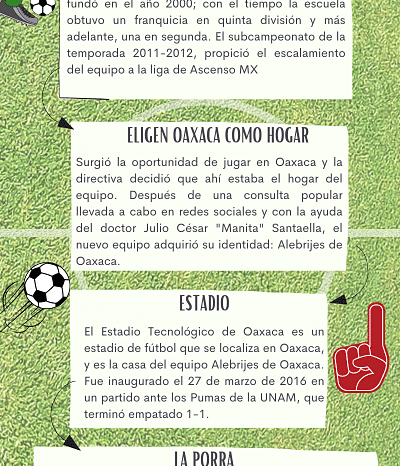 fundó en el año 2000; con el tiempo la escuela
obtuvo un franquicia en quinta división y más
adelante, una en segunda. El subcampeonato de la
temporada 2011-2012, propició el escalamiento
del equipo a la liga de Ascenso MX
ELIGEN OAXACA COMO HOGAR
Surgió la oportunidad de jugar en Oaxaca y la
directiva decidió que ahí estaba el hogar del
equipo. Después de una consulta popular
llevada a cabo en redes sociales y con la ayuda
del doctor Julio César "Manita" Santaella, el
nuevo equipo adquirió su identidad: Alebrijes de
Oaxaca.
ESTADIO
El Estadio Tecnológico de Oaxaca es un
estadio de fútbol que se localiza en Oaxaca,
y es la casa del equipo Alebrijes de Oaxaca.
Fue inaugurado el 27 de marzo de 2016 en
un partido ante los Pumas de la UNAM, que
terminó empatado 1-1.
LA PORRA